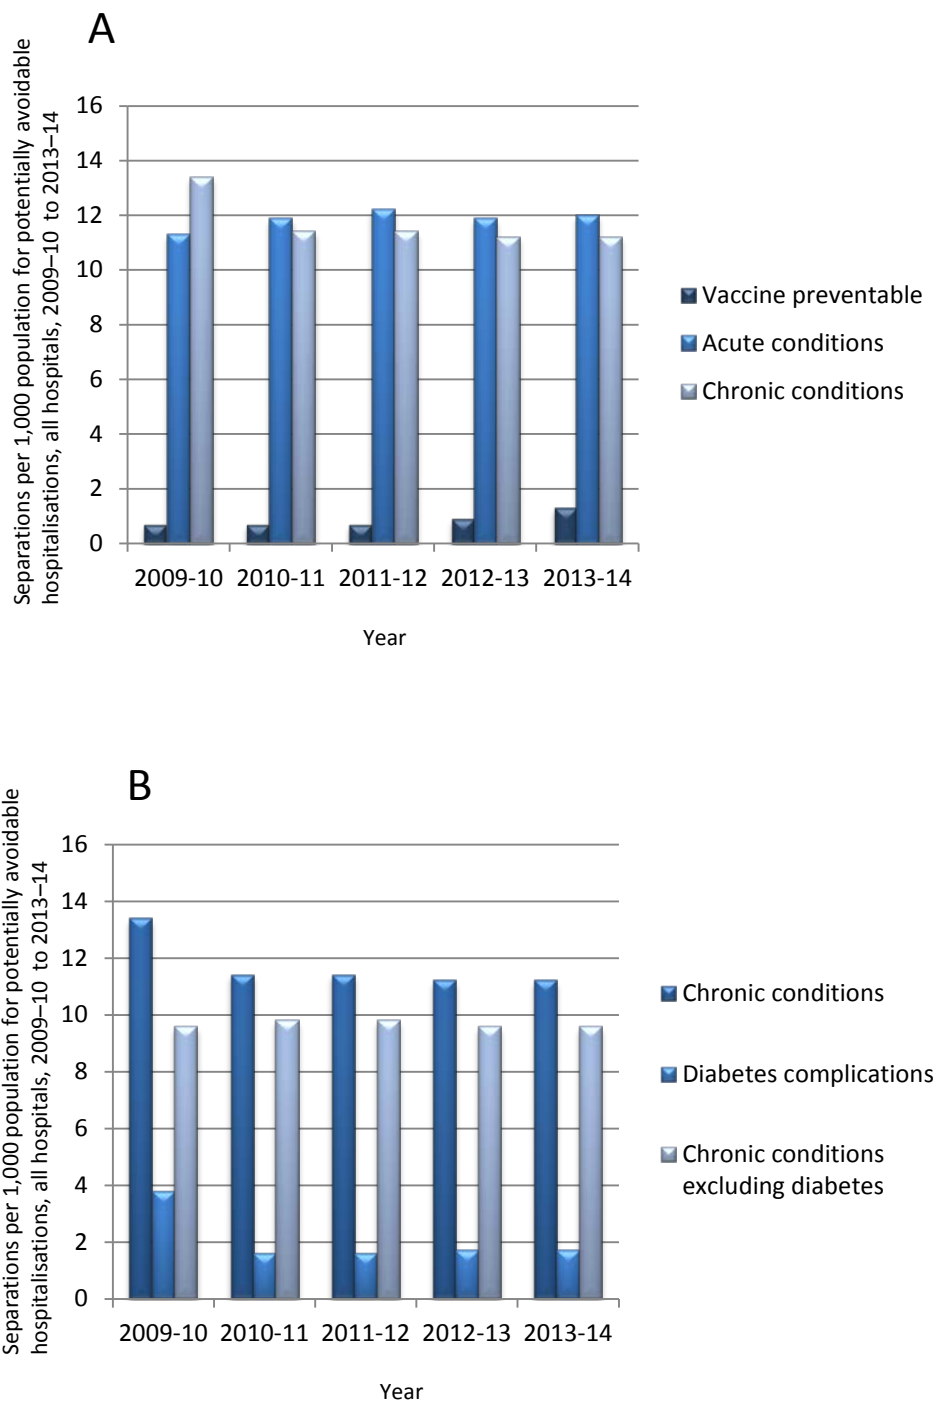 A
Separations per 1,000 population for potentially avoidable
hospitalisations, all hospitals, 2009–10 to 2013–14
16
14
12
10
8
6
4
2
0
2009-10 2010-11 2011-12 2012-13 2013-14
Year
Vaccine preventable
Acute conditions
Chronic conditions
B
Separations per 1,000 population for potentially avoidable
hospitalisations, all hospitals, 2009–10 to 2013–14
16
14
12
10
8
6
4
2
0
2009-10 2010-11 2011-12 2012-13 2013-14
Year
Chronic conditions
Diabetes complications
Chronic conditions
excluding diabetes